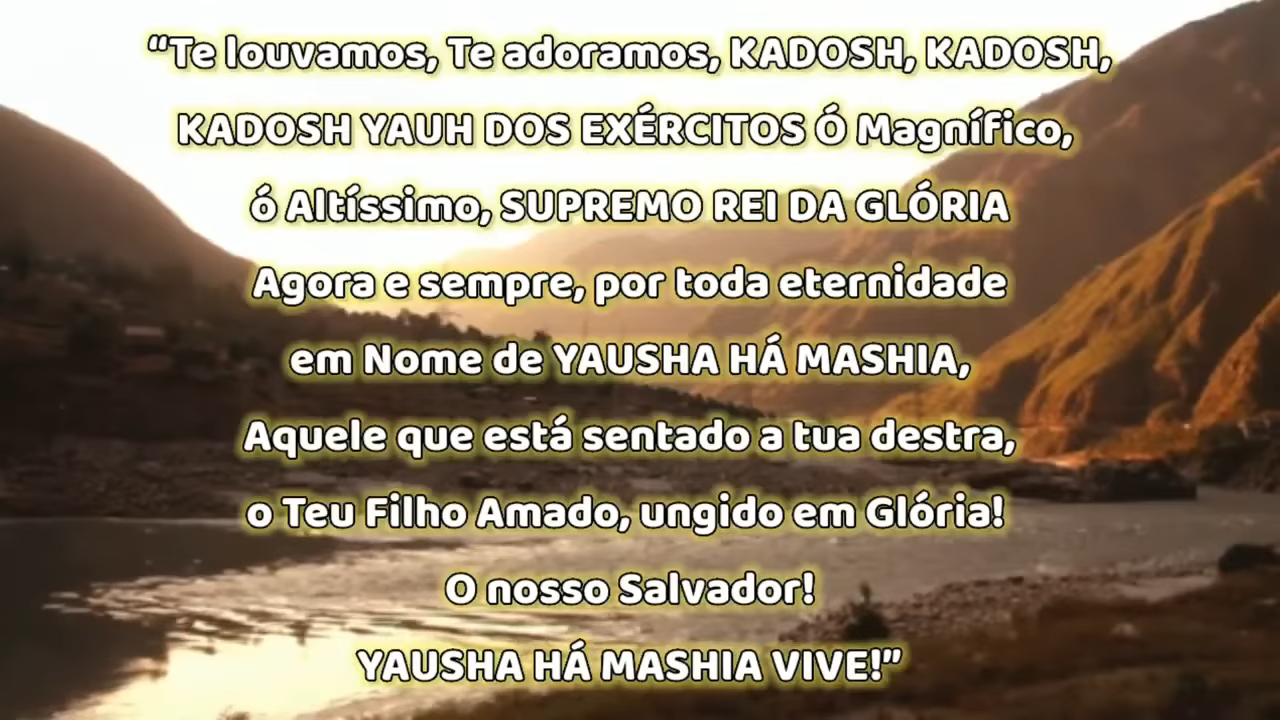 “Te louvamos, Te adoramos, KADOSH, KADOSH,
KADOSH YAUH DOS EXÉRCITOS Ó Magnífico,
ó Altíssimo, SUPREMO REI DA GLÓRIA
Agora e sempre, por toda eternidade
em Nome de YAUSHA HÁ MASHIA,
Aquele que está sentado a tua destra,
o Teu Filho Amado, ungido em Glória!
O nosso Salvador!
YAUSHA HÁ MASHIA VIVE!”